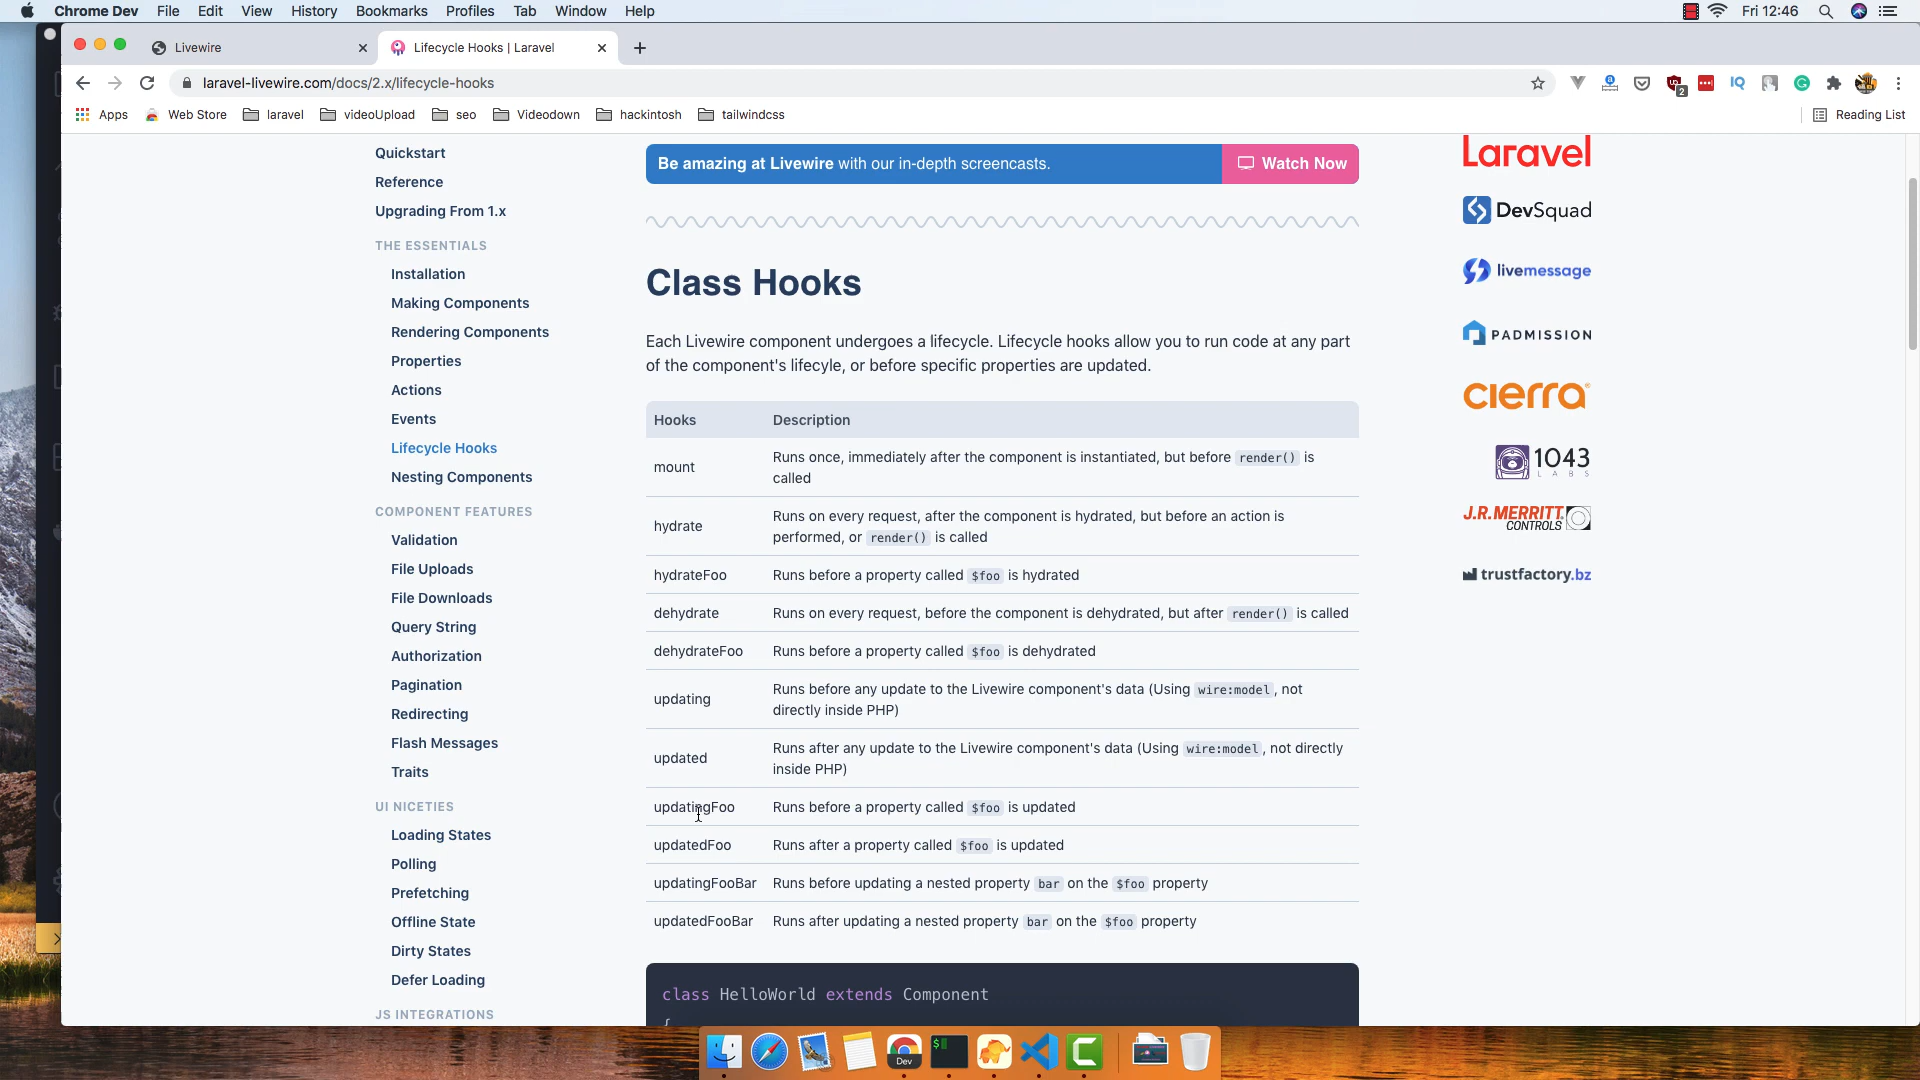 Chrome Dev File Edit View History Bookmarks Profiles Tab Window Help Fri 12:46
Livewire
Lifecycle Hooks | Laravel
laravel-livewire.com/docs/2.x/lifecycle-hooks
2
Apps Web Store laravel videoUpload seo Videodown hackintosh tailwindcss Reading List
Quickstart
Reference
Upgrading From 1.x
THE ESSENTIALS
Installation
Making Components
Rendering Components
Properties
Actions
Events
Lifecycle Hooks
Nesting Components
COMPONENT FEATURES
Validation
File Uploads
File Downloads
Query String
Authorization
Pagination
Redirecting
Flash Messages
Traits
UI NICETIES
Loading States
Polling
Prefetching
Offline State
Dirty States
Defer Loading
JS INTEGRATIONS
Be amazing at Livewire with our in-depth screencasts. Watch Now
Class Hooks
Each Livewire component undergoes a lifecycle. Lifecycle hooks allow you to run code at any part
of the component's lifecyle, or before specific properties are updated.
Hooks Description
mount Runs once, immediately after the component is instantiated, but before render() is
called
hydrate Runs on every request, after the component is hydrated, but before an action is
performed, or render() is called
hydrateFoo Runs before a property called $foo is hydrated
dehydrate Runs on every request, before the component is dehydrated, but after render() is called
dehydrateFoo Runs before a property called $foo is dehydrated
updating Runs before any update to the Livewire component's data (Using wire:model, not
directly inside PHP)
updated Runs after any update to the Livewire component's data (Using wire:model, not directly
inside PHP)
updatingFoo Runs before a property called $foo is updated
updatedFoo Runs after a property called $foo is updated
updatingFooBar Runs before updating a nested property bar on the $foo property
updatedFooBar Runs after updating a nested property bar on the $foo property
class HelloWorld extends Component
{
Laravel
DevSquad
livemessage
PADMISSION
cierra
1043
LABS
J.R.MERRITT
CONTROLS
trustfactory.bz
Dev
$